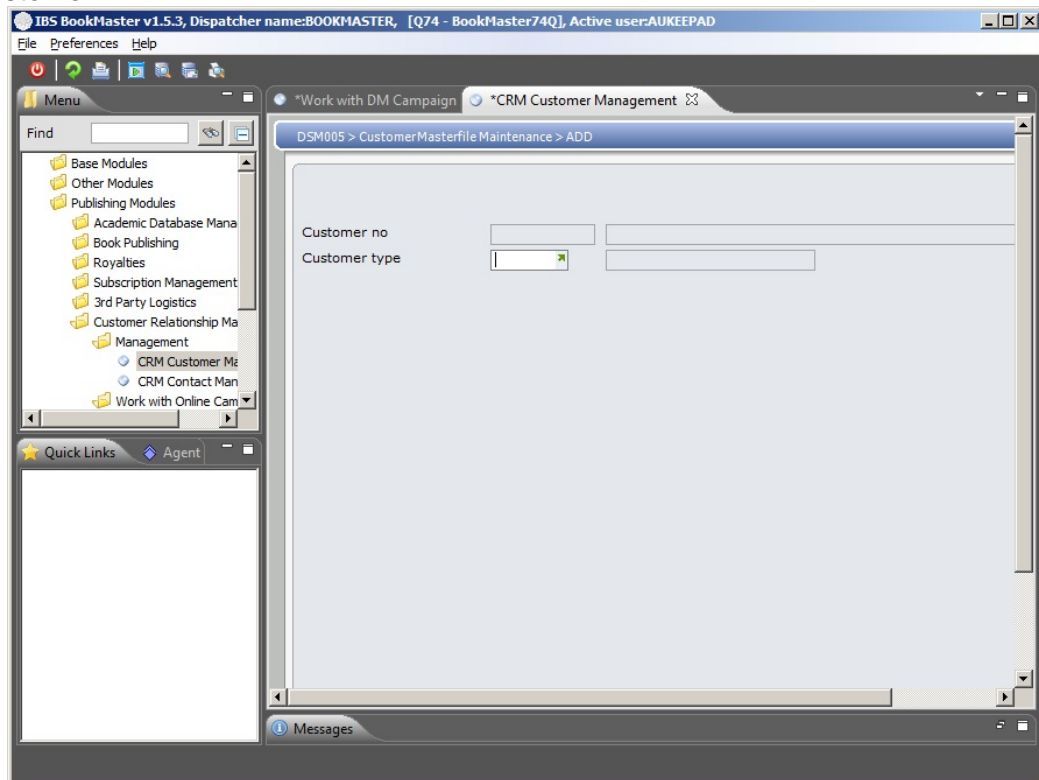 IBS BookMaster v1.5.3, Dispatcher name:BOOKMASTER, [Q74 - BookMaster74Q], Active user:AUKEEPAD
File Preferences Help
Menu
*Work with DM Campaign *CRM Customer Management
Find
DSM005 > CustomerMasterfile Maintenance > ADD
Base Modules
Other Modules
Publishing Modules
Academic Database Mana
Book Publishing
Royalties
Subscription Management
3rd Party Logistics
Customer Relationship Ma
Management
CRM Customer Ma
CRM Contact Man
Work with Online Cam
Customer no
Customer type
Quick Links Agent
Messages